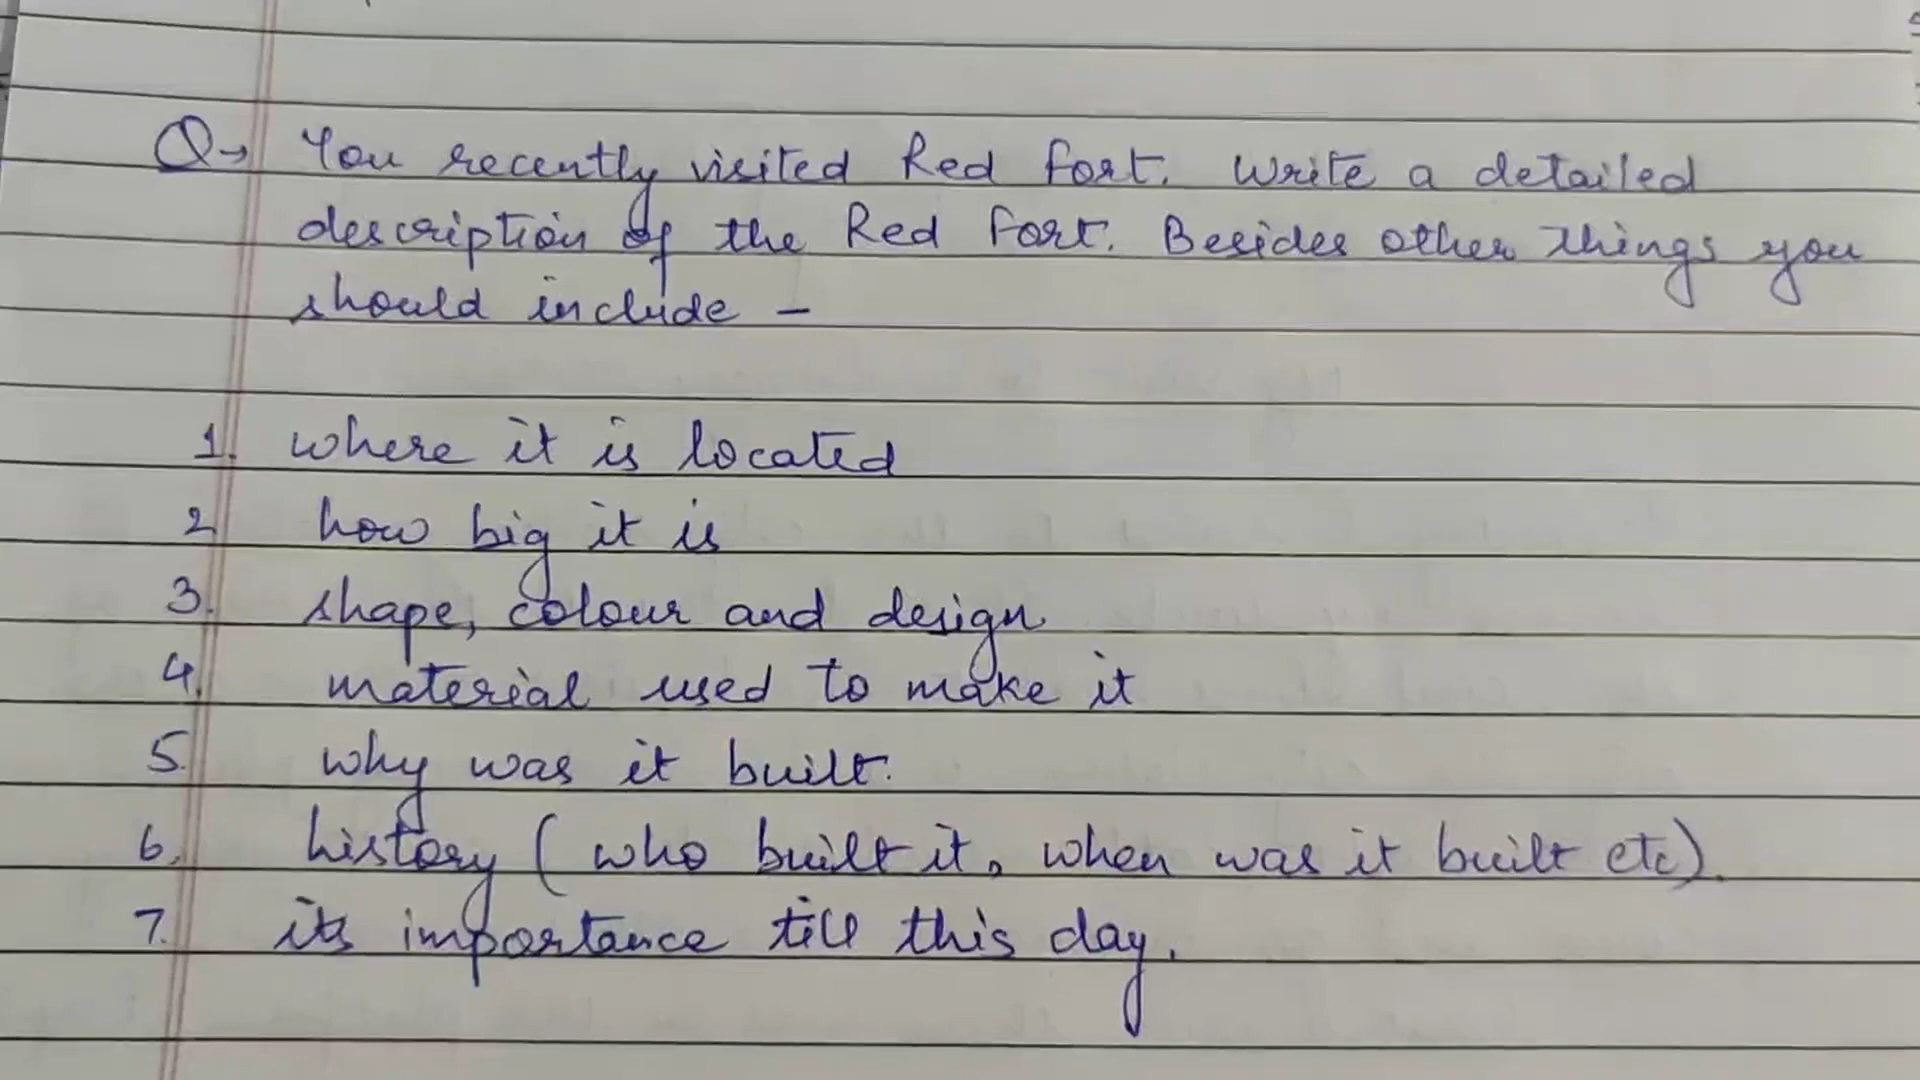 Q→ You recently visited Red Fort. Write a detailed
description of the Red Fort. Besides other things you
should include -
1. where it is located
2 how big it is
3. shape, colour and design
4. material used to make it
5. why was it built.
6. history (who built it, when was it built etc).
7. its importance till this day.